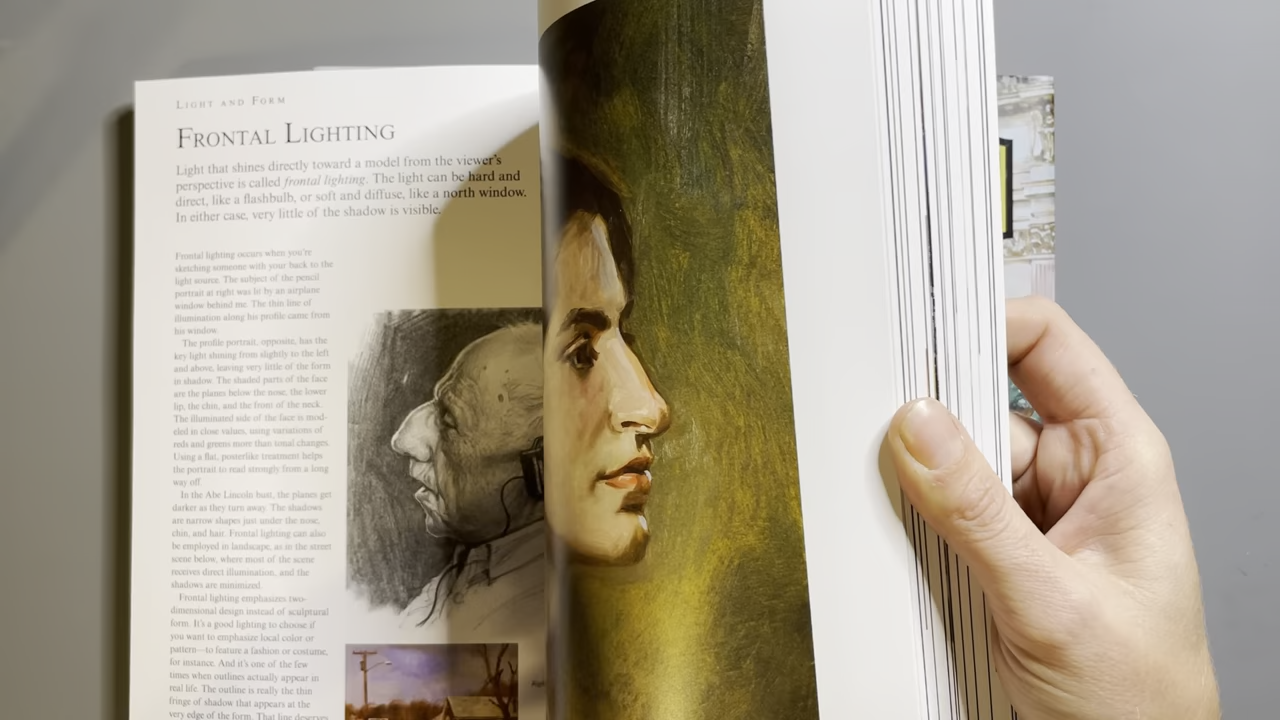 LIGHT AND FORM
FRONTAL LIGHTING
Light that shines directly toward a model from the viewer's
perspective is called frontal lighting. The light can be hard and
direct, like a flashbulb, or soft and diffuse, like a north window.
In either case, very little of the shadow is visible.
Frontal lighting occurs when you're
sketching someone with your back to the
light source. The subject of the pencil
portrait at right was lit by an airplane
window behind me. The thin line of
illumination along his profile came from
his window.
The profile portrait, opposite, has the
key light shining from slightly to the left
and above, leaving very little of the form
in shadow. The shaded parts of the face
are the planes below the nose, the lower
lip, the chin, and the front of the neck.
The illuminated side of the face is mod-
eled in close values, using variations of
reds and greens more than tonal changes.
Using a flat, posterlike treatment helps
the portrait to read strongly from a long
way off.
In the Abe Lincoln bust, the planes get
darker as they turn away. The shadows
are narrow shapes just under the nose,
chin, and hair. Frontal lighting can also
be employed in landscape, as in the street
scene below, where most of the scene
receives direct illumination, and the
shadows are minimized.
Frontal lighting emphasizes two-
dimensional design instead of sculptural
form. It's a good lighting to choose if
you want to emphasize local color or
pattern—to feature a fashion or costume,
for instance. And it's one of the few
times when outlines actually appear in
real life. The outline is really the thin
fringe of shadow that appears at the
very edge of the form. That line deserves